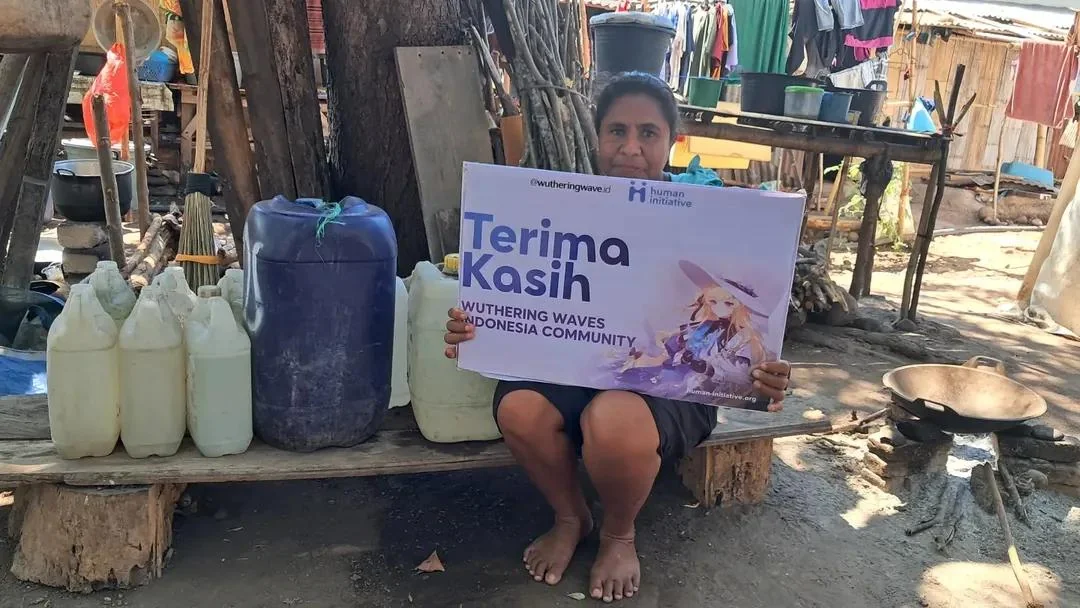 @wutheringwave.id
human
initiative
Terima
Kasih
WUTHERING WAVES
INDONESIA COMMUNITY
human-initiative.org